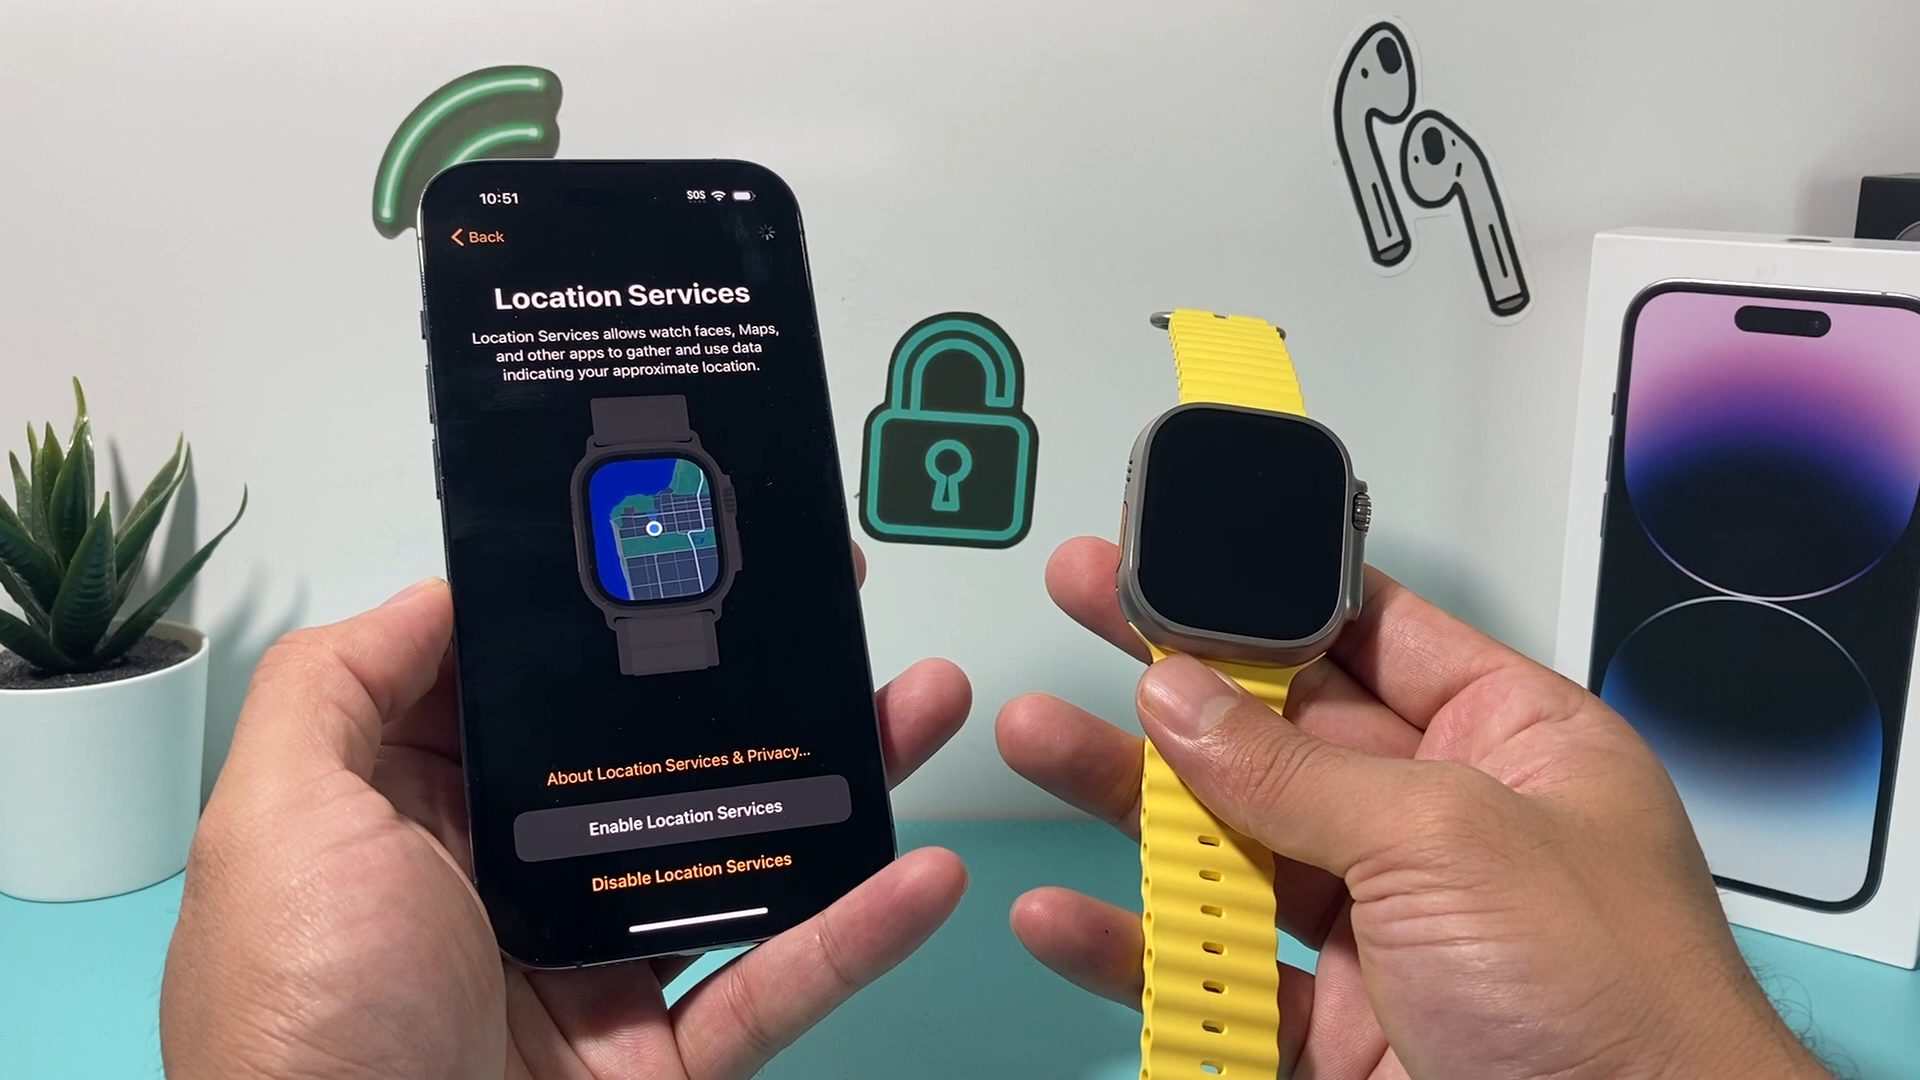 10:51
SOS
Back
Location Services
Location Services allows watch faces, Maps,
and other apps to gather and use data
indicating your approximate location.
About Location Services & Privacy...
Enable Location Services
Disable Location Services